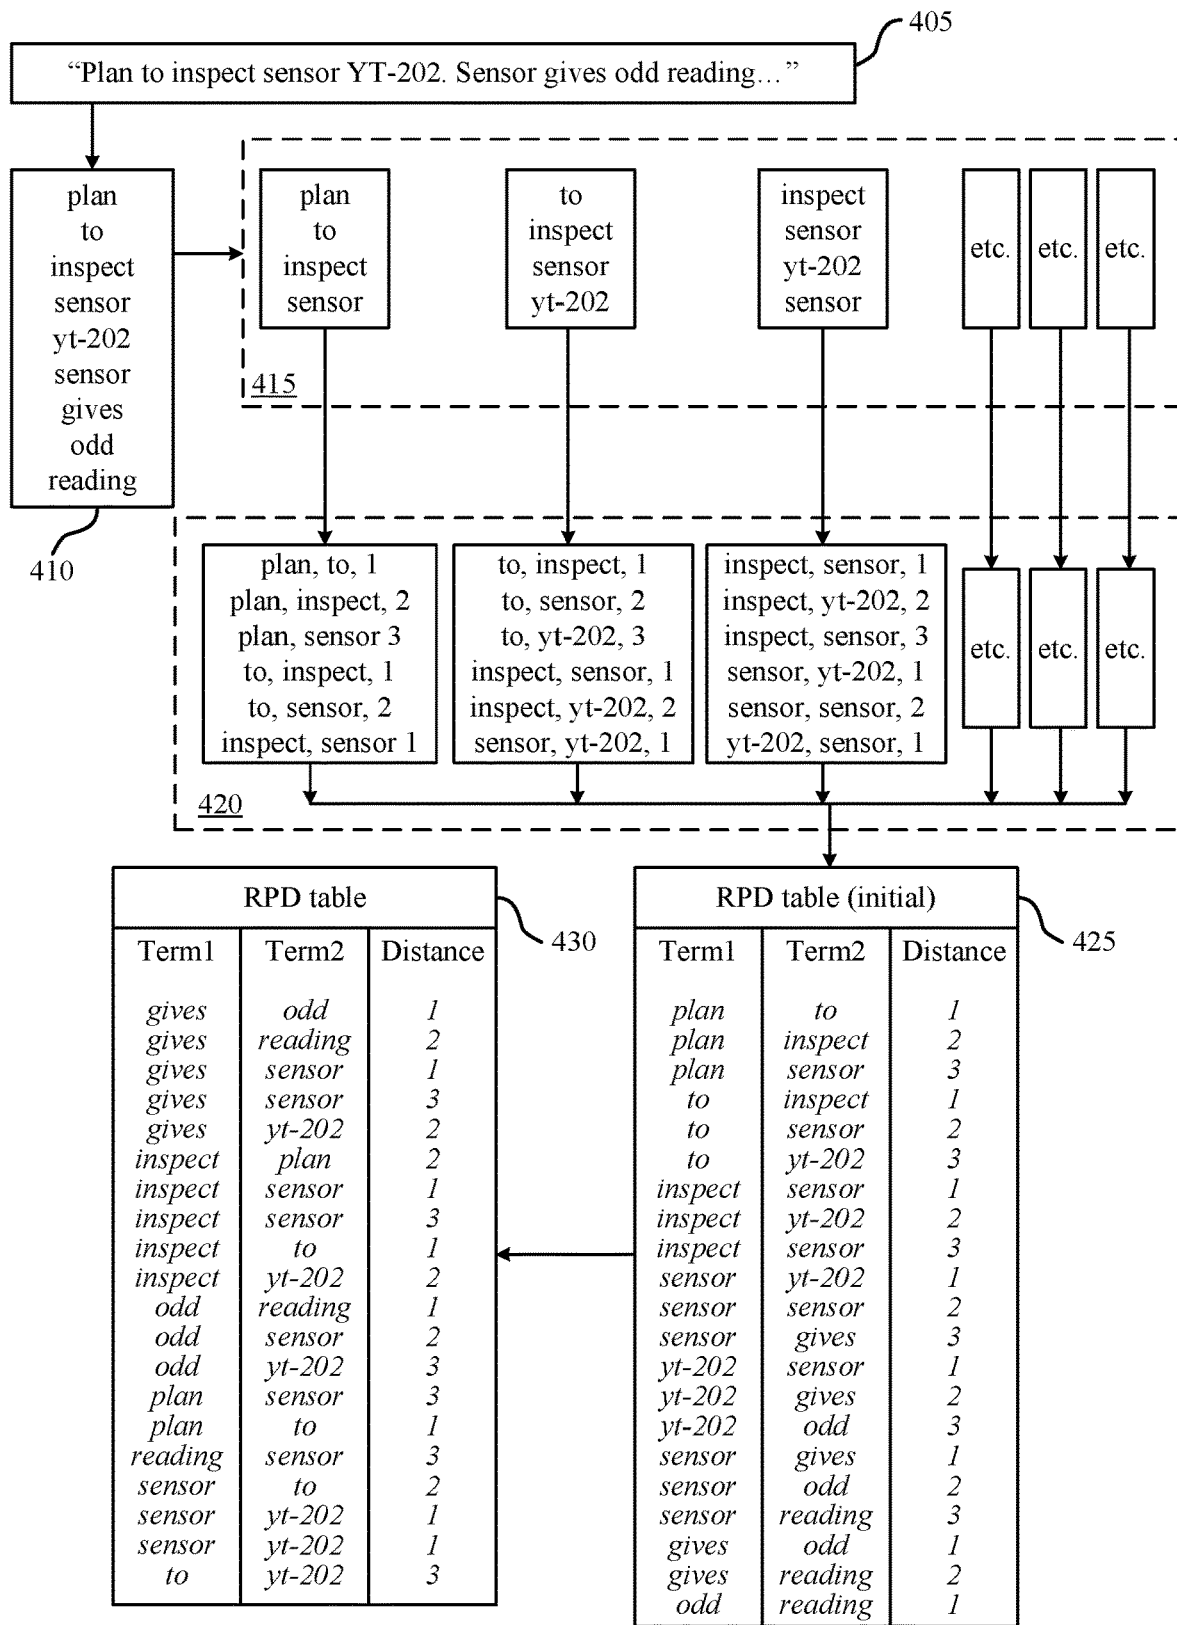 405
“Plan to inspect sensor YT-202. Sensor gives odd reading…”
plan
to
inspect
sensor
yt-202
sensor
gives
odd
reading
410
plan
to
inspect
sensor
to
inspect
sensor
yt-202
inspect
sensor
yt-202
sensor
etc.
etc.
etc.
415
plan, to, 1
plan, inspect, 2
plan, sensor 3
to, inspect, 1
to, sensor, 2
inspect, sensor 1
to, inspect, 1
to, sensor, 2
to, yt-202, 3
inspect, sensor, 1
inspect, yt-202, 2
sensor, yt-202, 1
inspect, sensor, 1
inspect, yt-202, 2
inspect, sensor, 3
sensor, yt-202, 1
sensor, sensor, 2
yt-202, sensor, 1
etc.
etc.
etc.
420
RPD table
430
Term1 Term2 Distance
gives odd 1
gives reading 2
gives sensor 1
gives sensor 3
gives yt-202 2
inspect plan 2
inspect sensor 1
inspect sensor 3
inspect to 1
inspect yt-202 2
odd reading 1
odd sensor 2
odd yt-202 3
plan sensor 3
plan to 1
reading sensor 3
sensor to 2
sensor yt-202 1
sensor yt-202 1
to yt-202 3
RPD table (initial)
425
Term1 Term2 Distance
plan to 1
plan inspect 2
plan sensor 3
to inspect 1
to sensor 2
to yt-202 3
inspect sensor 1
inspect yt-202 2
inspect sensor 3
sensor yt-202 1
sensor sensor 2
sensor gives 3
yt-202 sensor 1
yt-202 gives 2
yt-202 odd 3
sensor gives 1
sensor odd 2
sensor reading 3
gives odd 1
gives reading 2
odd reading 1